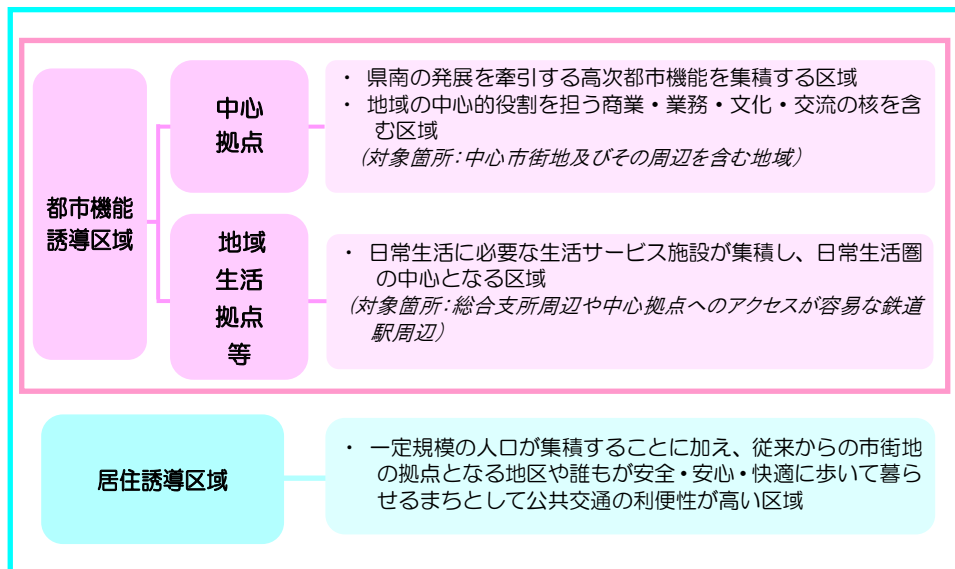 都市機能
誘導区域
中心
拠点
・ 県南の発展を牽引する高次都市機能を集積する区域
・ 地域の中心的役割を担う商業・業務・文化・交流の核を含
む区域
(対象箇所：中心市街地及びその周辺を含む地域)
地域
生活
拠点
等
・ 日常生活に必要な生活サービス施設が集積し、日常生活圏
の中心となる区域
(対象箇所：総合支所周辺や中心拠点へのアクセスが容易な鉄道
駅周辺)
居住誘導区域
・ 一定規模の人口が集積することに加え、従来からの市街地
の拠点となる地区や誰もが安全・安心・快適に歩いて暮ら
せるまちとして公共交通の利便性が高い区域